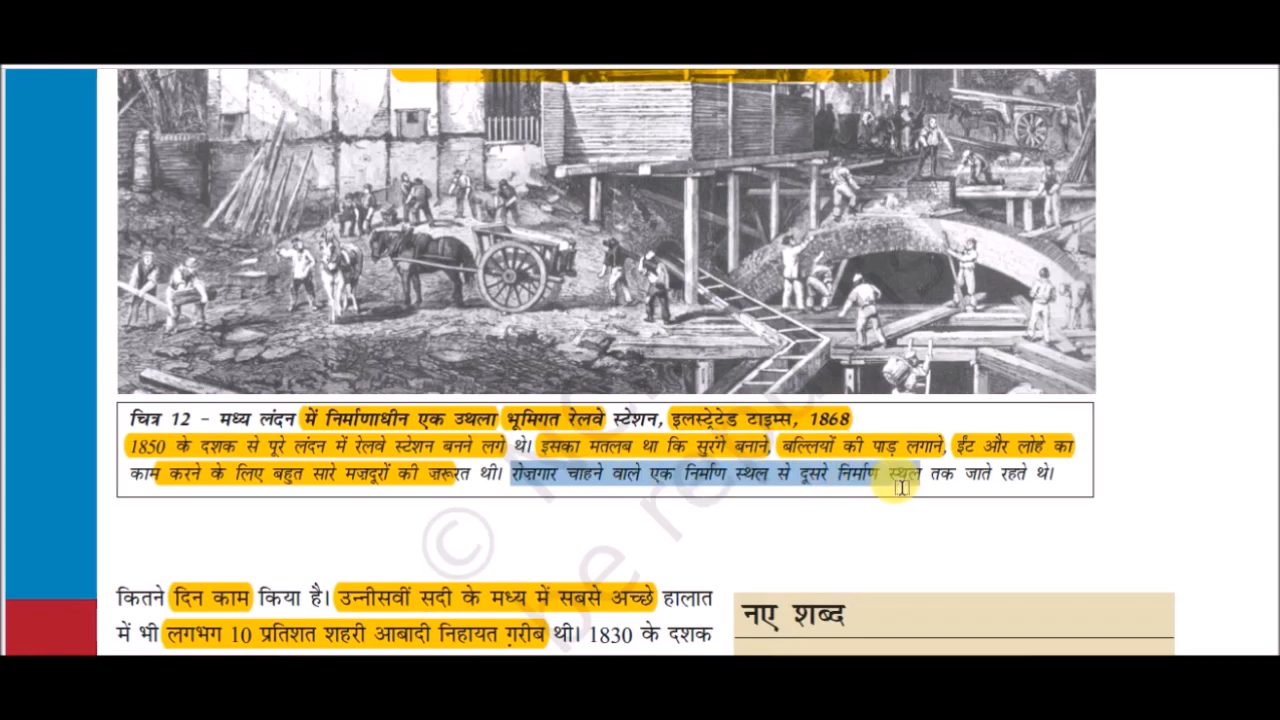 चित्र 12 – मध्य लंदन में निर्माणाधीन एक उथला भूमिगत रेलवे स्टेशन, इलस्ट्रेटेड टाइम्स, 1868
1850 के दशक से पूरे लंदन में रेलवे स्टेशन बनने लगे थे। इसका मतलब था कि सुरंगे बनाने, बल्लियों की पाड़ लगाने, ईंट और लोहे का
काम करने के लिए बहुत सारे मज़दूरों की ज़रूरत थी। रोज़गार चाहने वाले एक निर्माण स्थल से दूसरे निर्माण स्थल तक जाते रहते थे।
कितने दिन काम किया है। उन्नीसवीं सदी के मध्य में सबसे अच्छे हालात
में भी लगभग 10 प्रतिशत शहरी आबादी निहायत ग़रीब थी। 1830 के दशक
नए शब्द